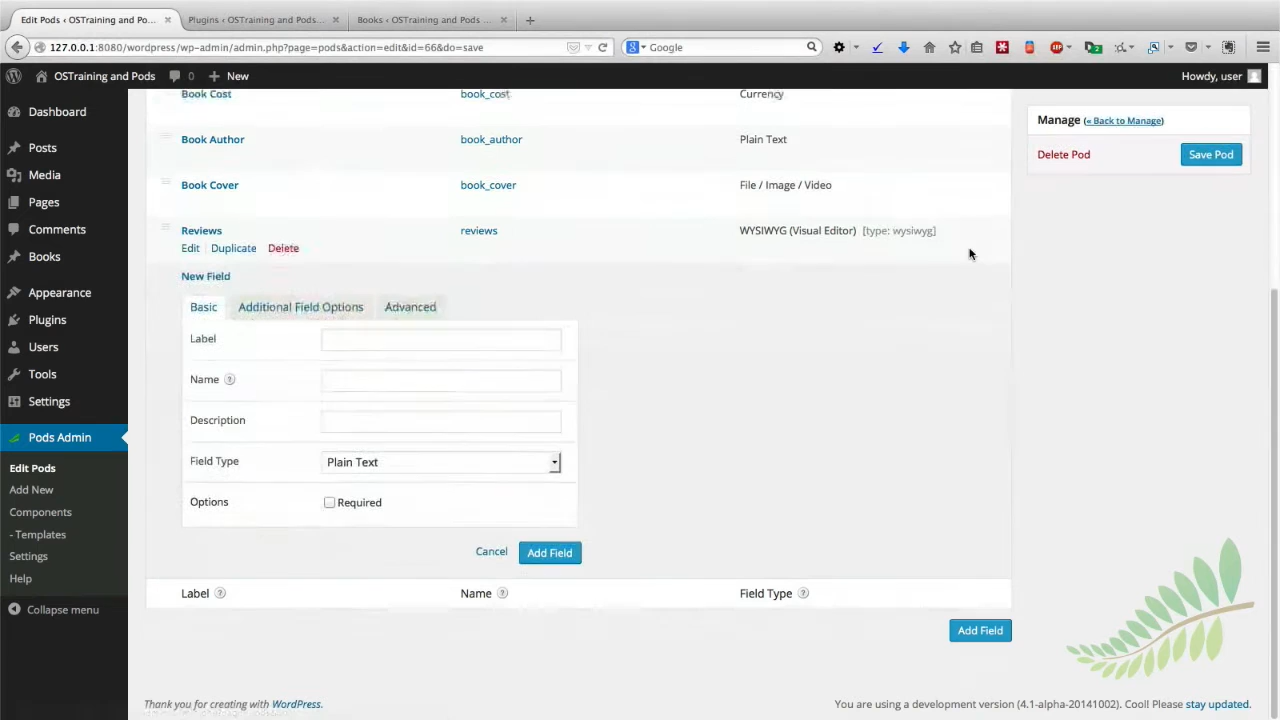 Edit Pods ‹ OSTraining and Po... × Plugins ‹ OSTraining and Pods... × Books ‹ OSTraining and Pods ... × +
127.0.0.1:8080/wordpress/wp-admin/admin.php?page=pods&action=edit&id=66&do=save Google
OSTraining and Pods 0 + New Howdy, user
Book Cost book_cost Currency
Dashboard
Manage (« Back to Manage)
Book Author book_author Plain Text
Posts
Delete Pod Save Pod
Media
Book Cover book_cover File / Image / Video
Pages
Comments
Reviews reviews WYSIWYG (Visual Editor) [type: wysiwyg]
Edit | Duplicate Delete
Books
New Field
Appearance
Basic Additional Field Options Advanced
Plugins
Label
Users
Tools
Name ?
Settings
Description
Pods Admin
Field Type Plain Text
Edit Pods
Add New
Options Required
Components
- Templates
Cancel Add Field
Settings
Help
Label ? Name ? Field Type ?
Collapse menu
Add Field
Thank you for creating with WordPress. You are using a development version (4.1-alpha-20141002). Cool! Please stay updated.